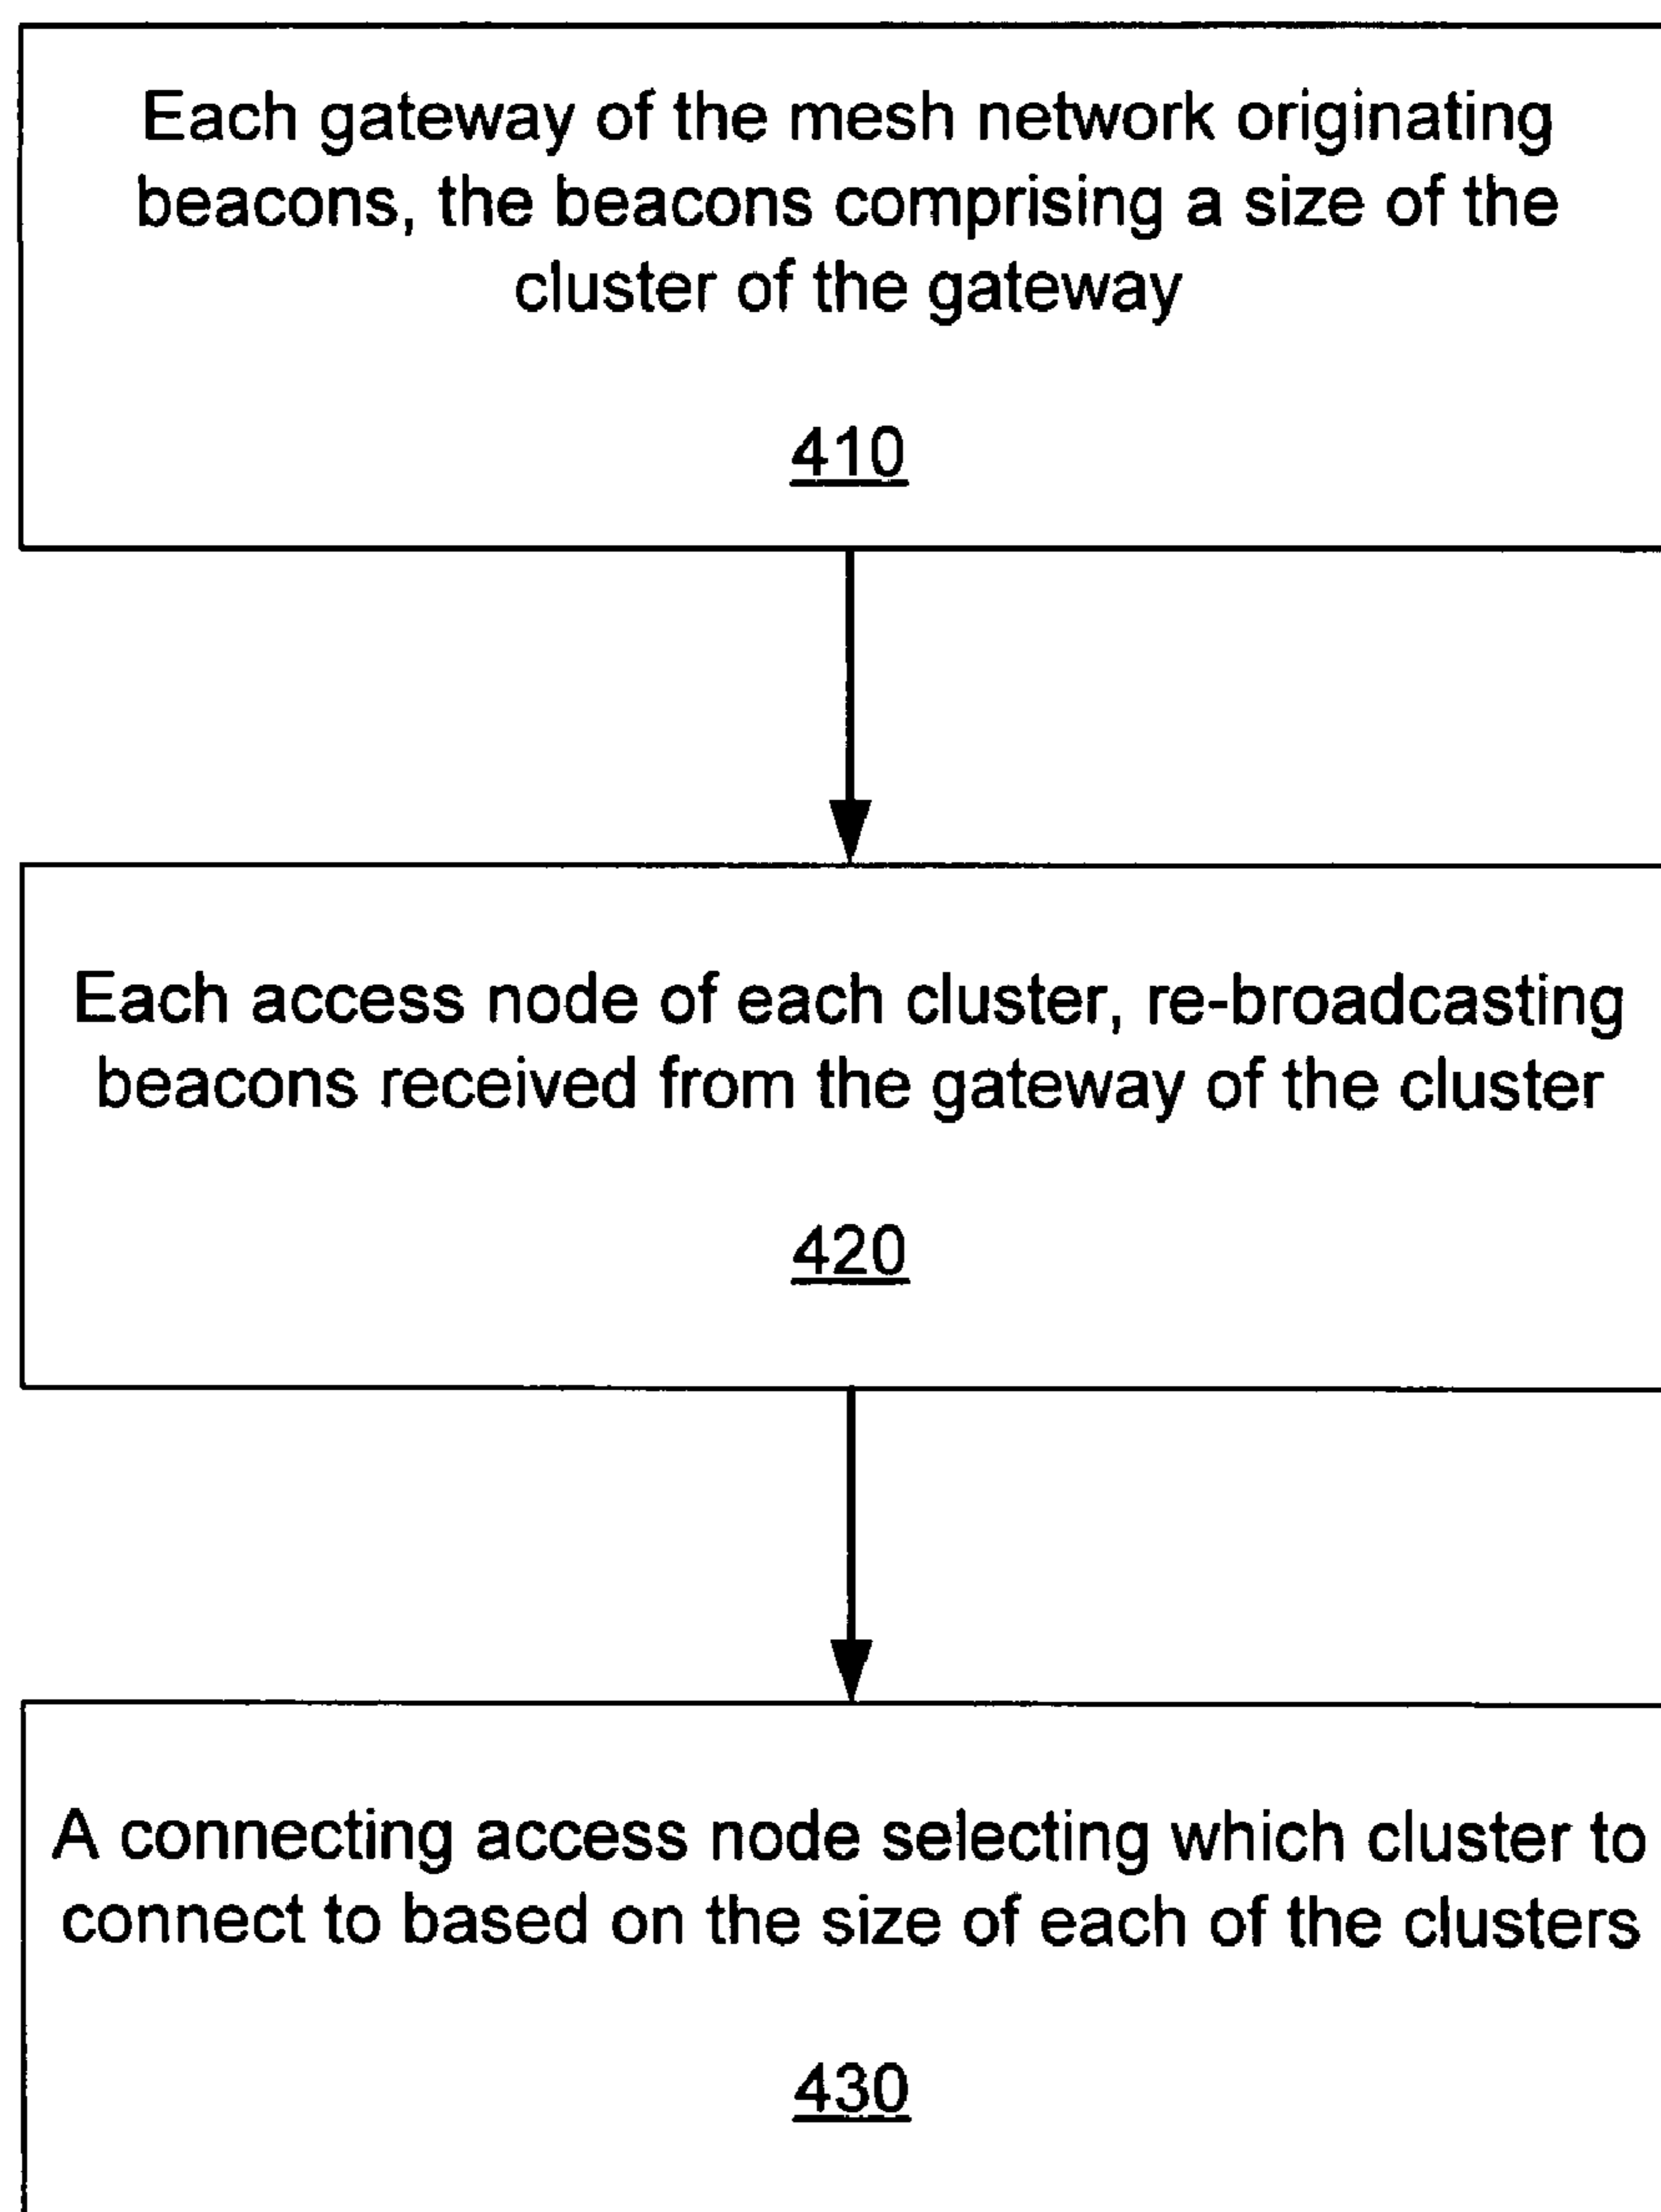 Each gateway of the mesh network originating
beacons, the beacons comprising a size of the
cluster of the gateway
410
Each access node of each cluster, re-broadcasting
beacons received from the gateway of the cluster
420
A connecting access node selecting which cluster to
connect to based on the size of each of the clusters
430